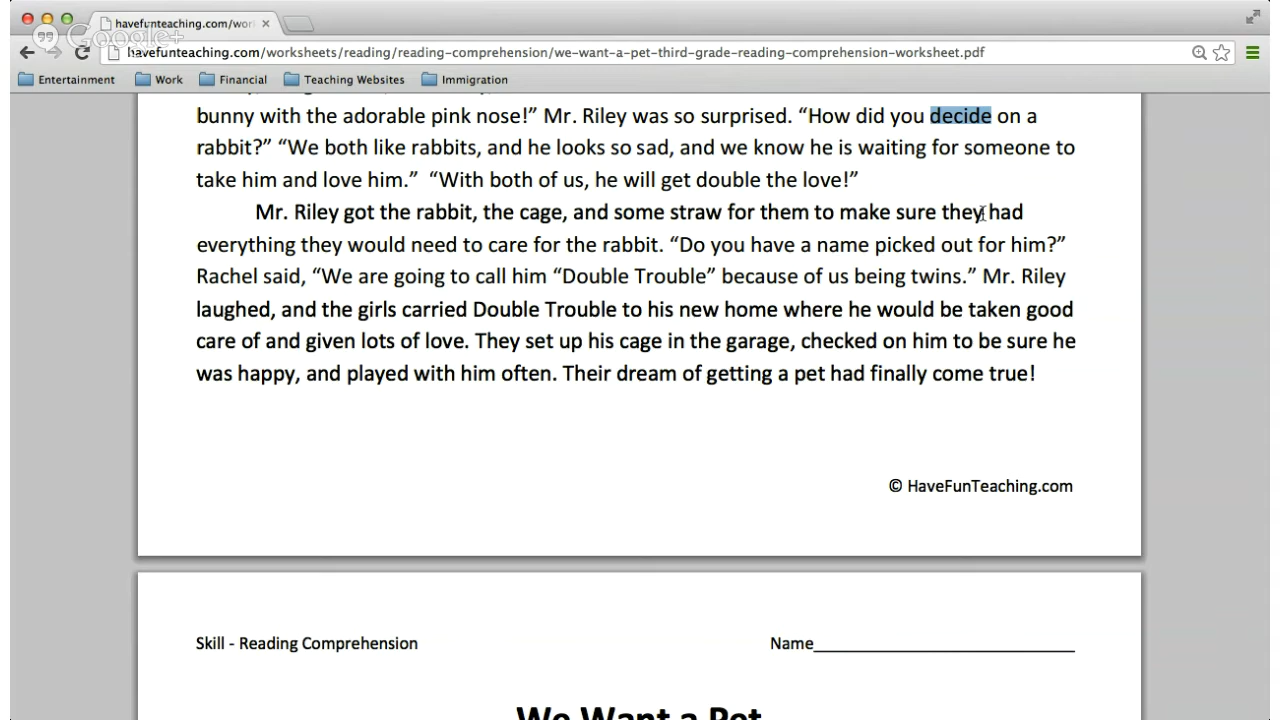 havefunteaching.com/wor
Google+
havefunteaching.com/worksheets/reading/reading-comprehension/we-want-a-pet-third-grade-reading-comprehension-worksheet.pdf
Entertainment Work Financial Teaching Websites Immigration
bunny with the adorable pink nose!” Mr. Riley was so surprised. “How did you decide on a
rabbit?” “We both like rabbits, and he looks so sad, and we know he is waiting for someone to
take him and love him.” “With both of us, he will get double the love!”
Mr. Riley got the rabbit, the cage, and some straw for them to make sure they had
everything they would need to care for the rabbit. “Do you have a name picked out for him?”
Rachel said, “We are going to call him “Double Trouble” because of us being twins.” Mr. Riley
laughed, and the girls carried Double Trouble to his new home where he would be taken good
care of and given lots of love. They set up his cage in the garage, checked on him to be sure he
was happy, and played with him often. Their dream of getting a pet had finally come true!
© HaveFunTeaching.com
Skill - Reading Comprehension Name
We Want a Pet